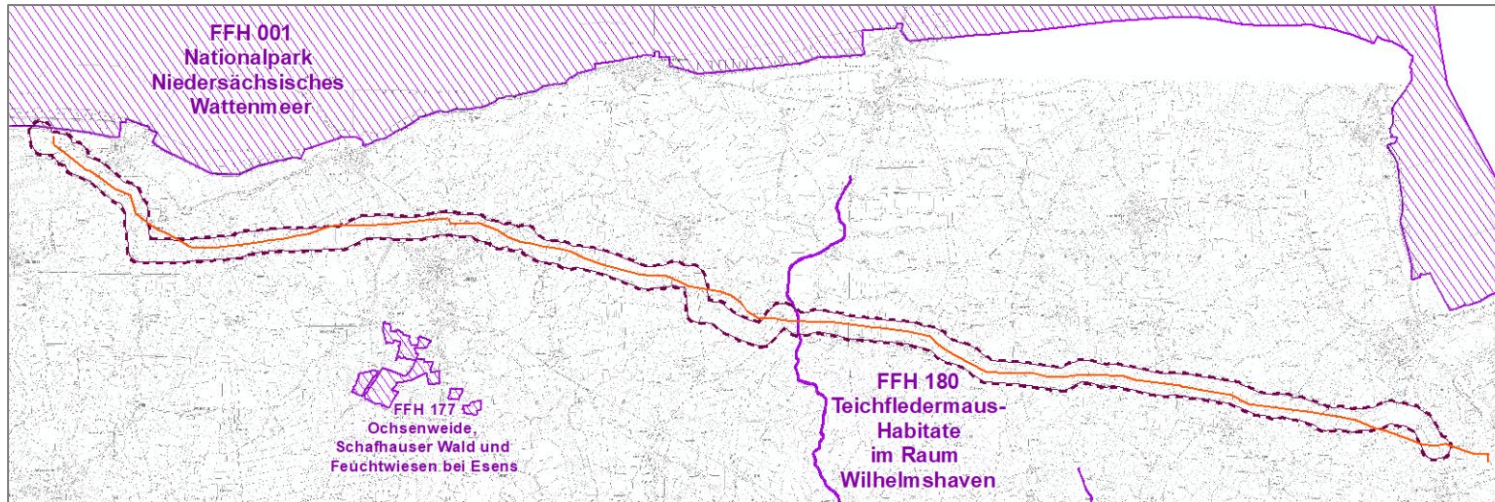 FFH 001
Nationalpark
Niedersächsisches
Wattenmeer
FFH 177
Ochsenweide,
Schafhauser Wald und
Feuchtwiesen bei Esens
FFH 180
Teichfledermaus-
Habitate
im Raum
Wilhelmshaven